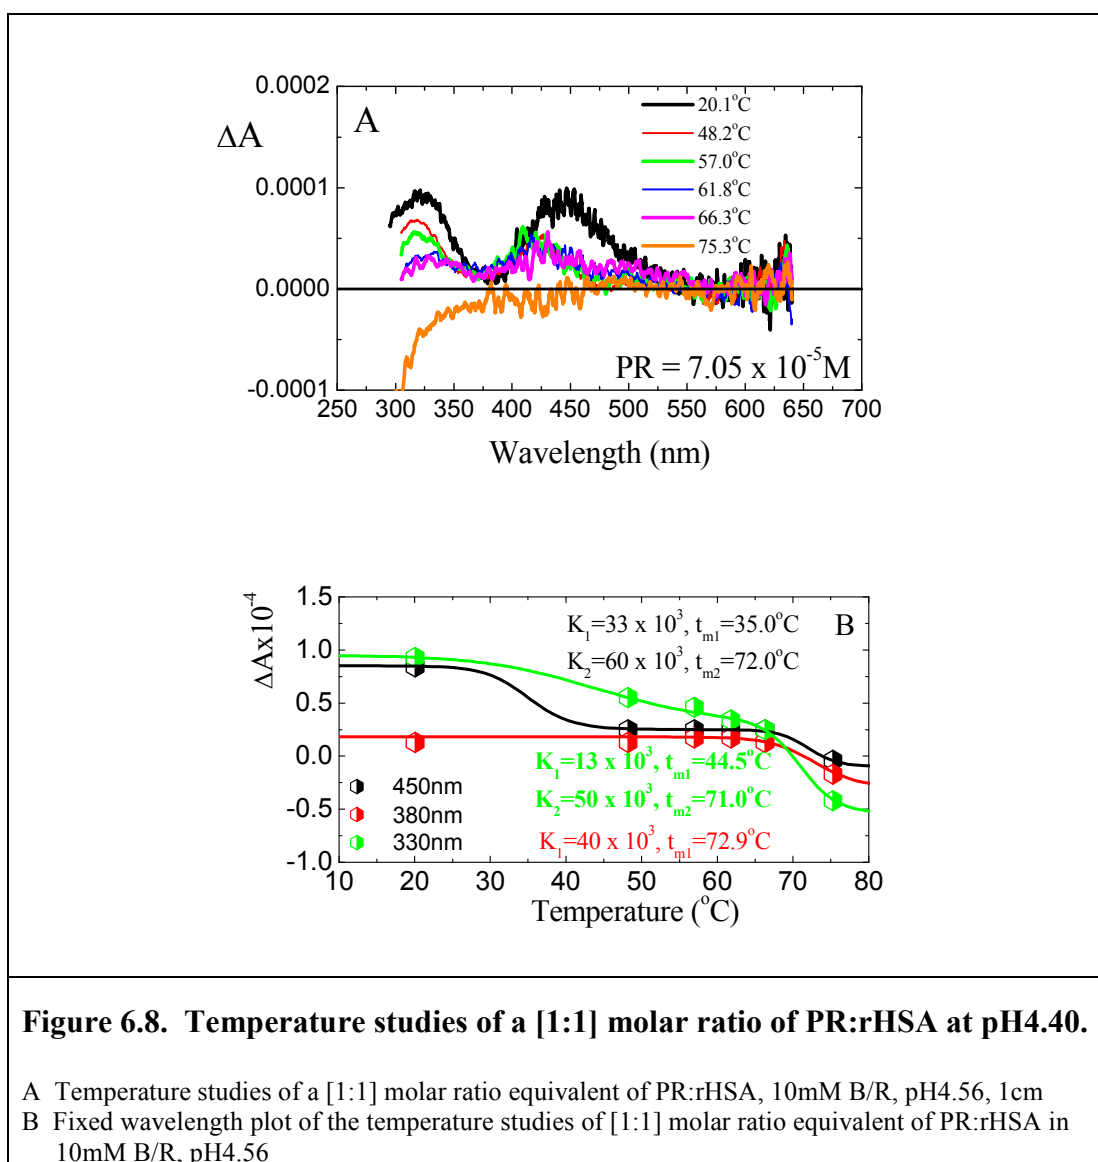 0.0002
0.0001
0.0000
-0.0001
ΔA
A
20.1°C
48.2°C
57.0°C
61.8°C
66.3°C
75.3°C
PR = 7.05 x 10⁻⁵M
250 300 350 400 450 500 550 600 650 700
Wavelength (nm)
1.5
1.0
0.5
0.0
-0.5
-1.0
ΔAx10⁻⁴
K₁=33 x 10³, tₘ₁=35.0°C
B
K₂=60 x 10³, tₘ₂=72.0°C
K₁=13 x 10³, tₘ₁=44.5°C
K₂=50 x 10³, tₘ₂=71.0°C
K₁=40 x 10³, tₘ₁=72.9°C
450nm
380nm
330nm
10 20 30 40 50 60 70 80
Temperature (°C)
Figure 6.8. Temperature studies of a [1:1] molar ratio of PR:rHSA at pH4.40.
A Temperature studies of a [1:1] molar ratio equivalent of PR:rHSA, 10mM B/R, pH4.56, 1cm
B Fixed wavelength plot of the temperature studies of [1:1] molar ratio equivalent of PR:rHSA in
10mM B/R, pH4.56